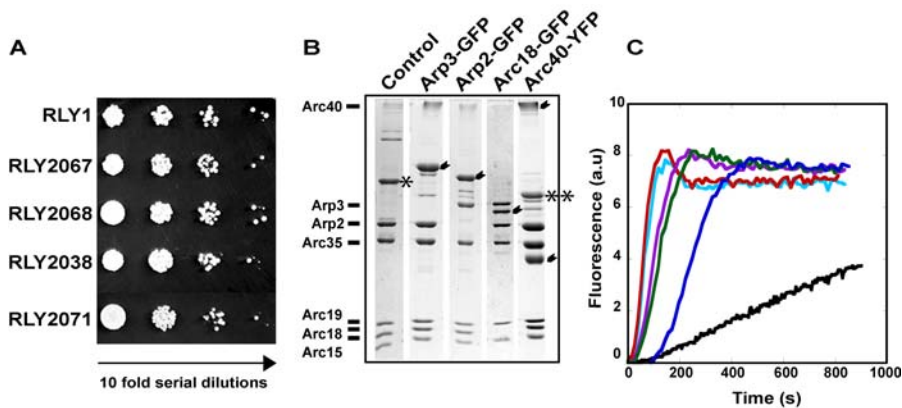 A
RLY1
RLY2067
RLY2068
RLY2038
RLY2071
10 fold serial dilutions
B
Control
Arp3-GFP
Arp2-GFP
Arc18-GFP
Arc40-YFP
Arc40
Arp3
Arp2
Arc35
Arc19
Arc18
Arc15
*
**
C
Fluorescence (a.u)
8
6
4
2
0
0
200
400
600
800
1000
Time (s)